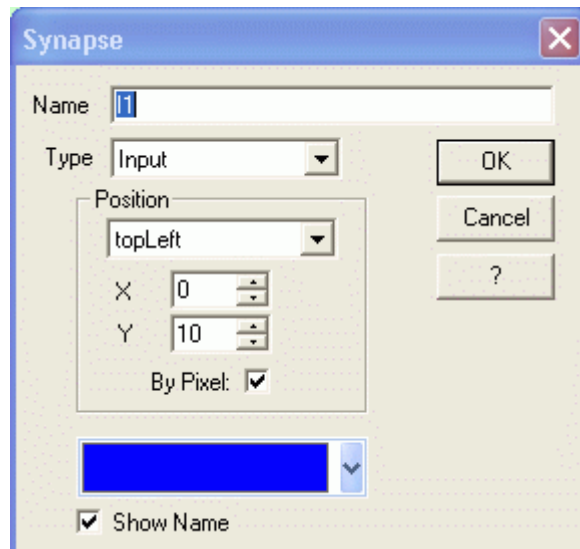 Synapse
Name I1
Type Input
OK
Position
topLeft
Cancel
X 0
?
Y 10
By Pixel:
Show Name